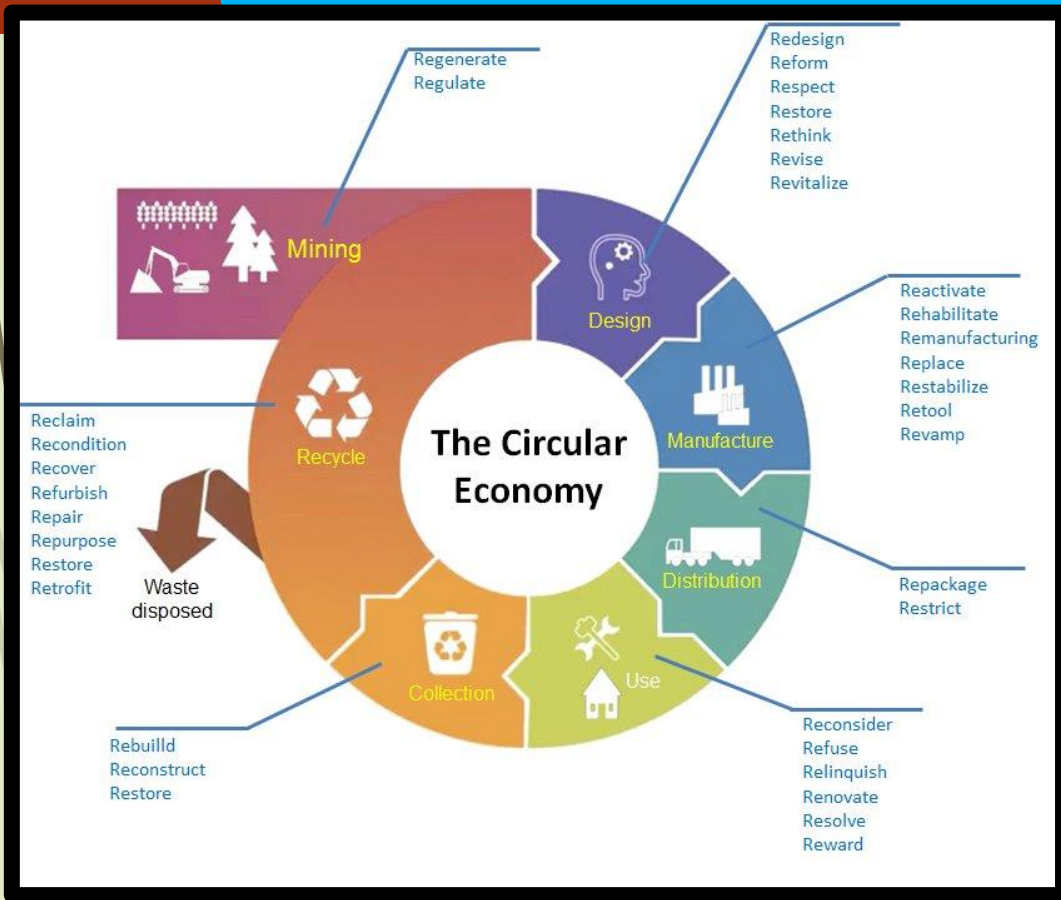 Regenerate
Regulate
Redesign
Reform
Respect
Restore
Rethink
Revise
Revitalize
Mining
Design
Reactivate
Rehabilitate
Remanufacturing
Replace
Restabilize
Retool
Revamp
Manufacture
The Circular
Economy
Recycle
Reclaim
Recondition
Recover
Refurbish
Repair
Repurpose
Restore
Retrofit
Waste
disposed
Distribution
Repackage
Restrict
Use
Collection
Reconsider
Refuse
Relinquish
Renovate
Resolve
Reward
Rebuilld
Reconstruct
Restore